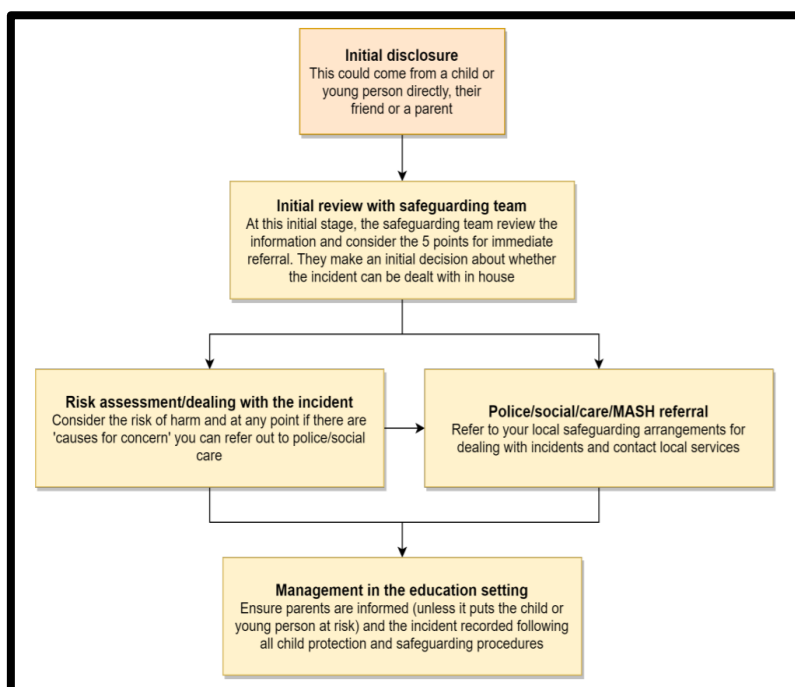 Initial disclosure
This could come from a child or
young person directly, their
friend or a parent
Initial review with safeguarding team
At this initial stage, the safeguarding team review the
information and consider the 5 points for immediate
referral. They make an initial decision about whether
the incident can be dealt with in house
Risk assessment/dealing with the incident
Consider the risk of harm and at any point if there are
'causes for concern' you can refer out to police/social
care
Police/social/care/MASH referral
Refer to your local safeguarding arrangements for
dealing with incidents and contact local services
Management in the education setting
Ensure parents are informed (unless it puts the child or
young person at risk) and the incident recorded following
all child protection and safeguarding procedures